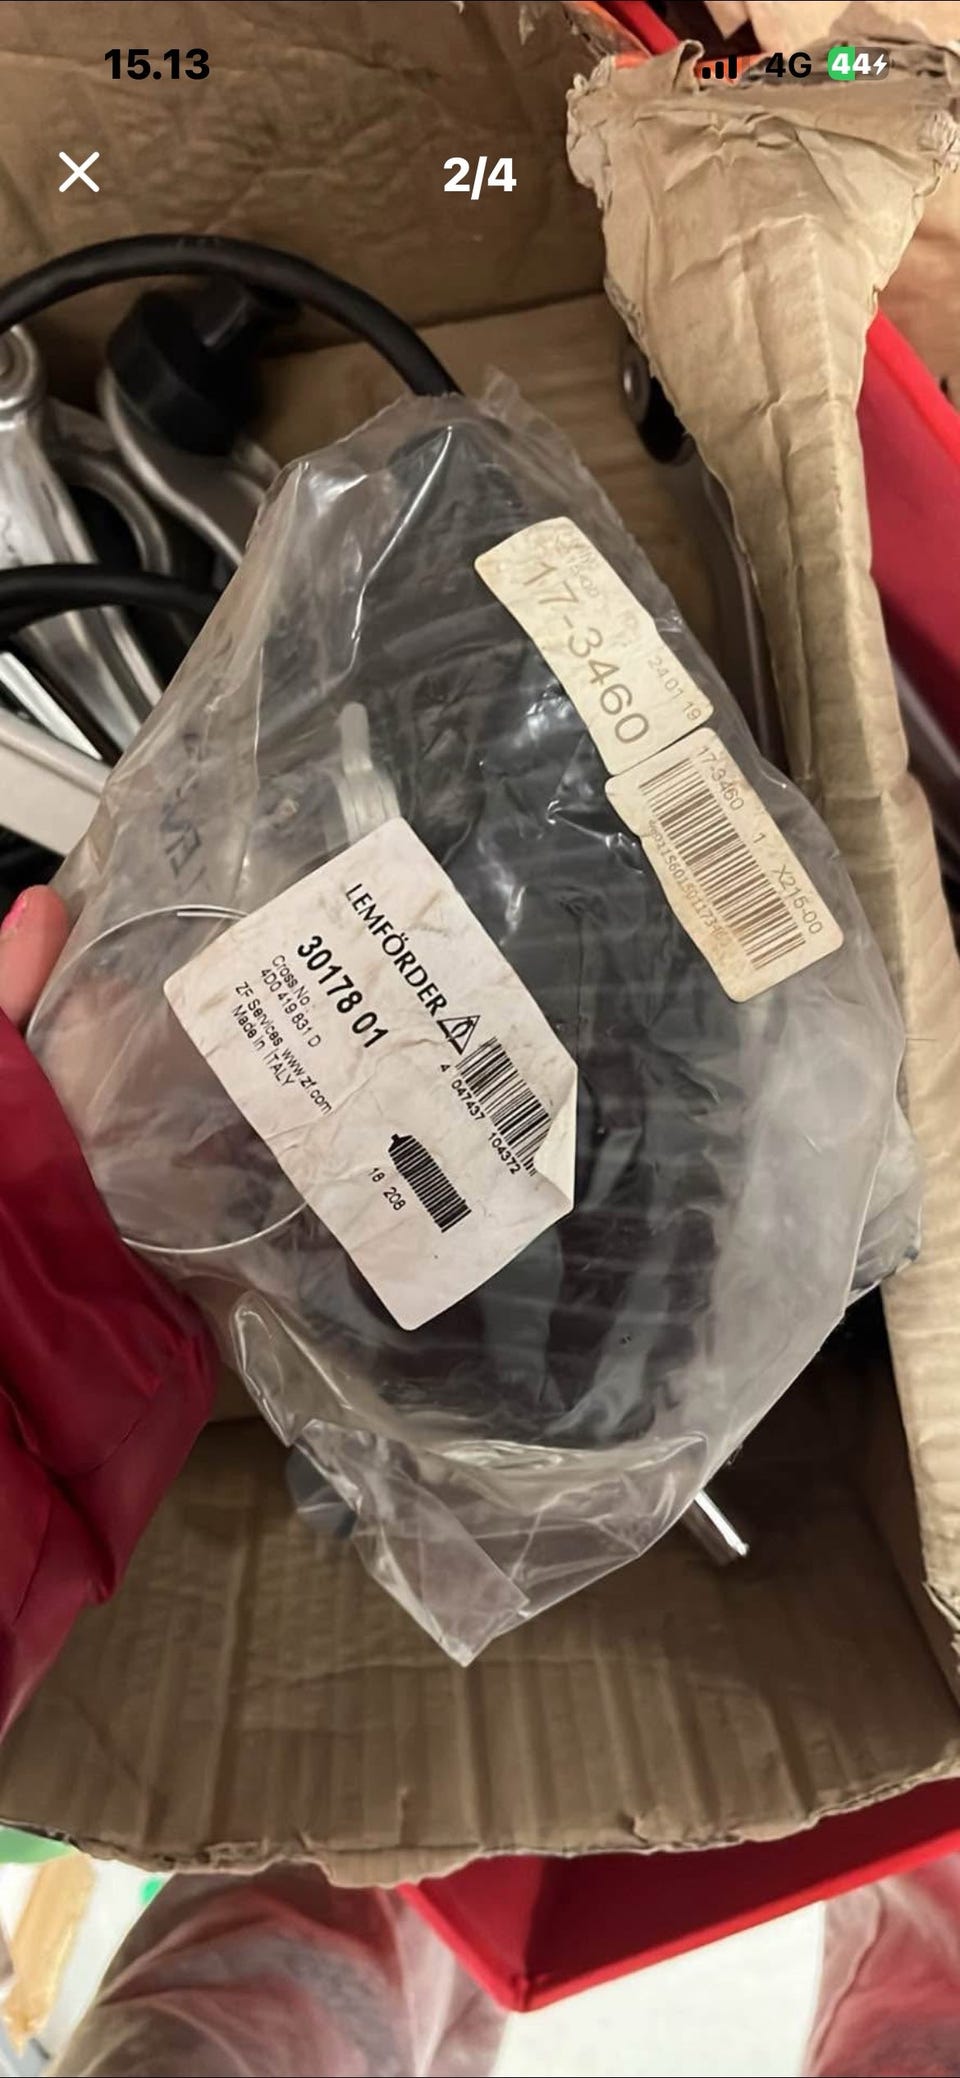 15.13
4G 44
2/4
17-3460
24 01 19
17-3460 1 X215-00
LEMFÖRDER
30178 01
Cross No.:
4D0 419 831 D
ZF Services www.zf.com
Made in ITALY
4 047437 104372
18 208